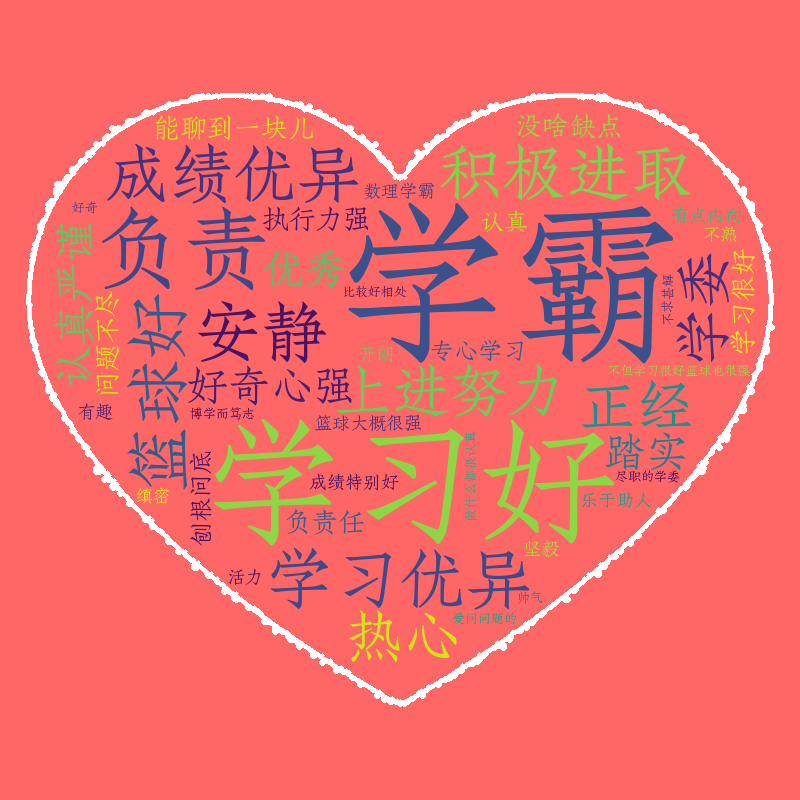 能聊到一块儿
没啥缺点
成绩优异
积极进取
数理学霸
好奇
负责
执行力强
学霸
认真
有点内向
不熟
认真严谨
优秀
学委
学习很好
问题不尽
篮球好
安静
比较好相处
不求甚解
开朗
专心学习
好奇心强
上进努力
不但学习很好篮球也很强
有趣
博学而笃志
篮球大概很强
正经
学习好
踏实
刨根问底
成绩特别好
做什么都很认真
尽职的学委
缜密
负责任
乐于助人
坚毅
活力
学习优异
帅气
热心
爱问问题的